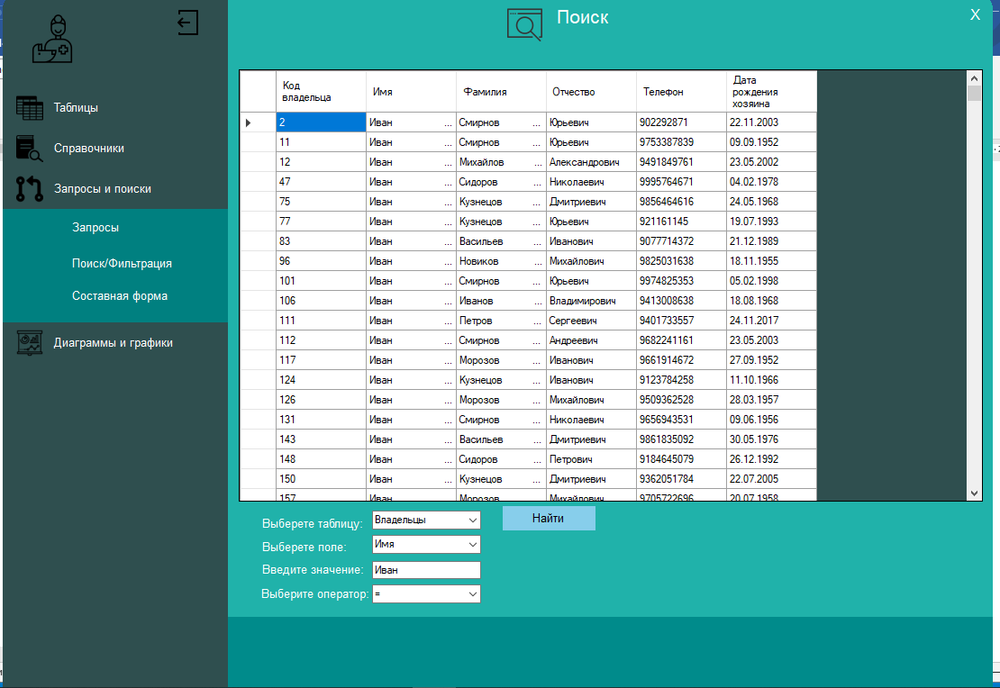 Поиск
X
Таблицы
Справочники
Запросы и поиски
Запросы
Поиск/Фильтрация
Составная форма
Диаграммы и графики
Код владельца Имя Фамилия Отчество Телефон Дата рождения хозяина
2 Иван ... Смирнов ... Юрьевич 902292871 22.11.2003
11 Иван ... Смирнов ... Юрьевич 9753387839 09.09.1952
12 Иван ... Михайлов ... Александрович 9491849761 23.05.2002
47 Иван ... Сидоров ... Николаевич 9995764671 04.02.1978
75 Иван ... Кузнецов ... Дмитриевич 9856464616 24.05.1968
77 Иван ... Кузнецов ... Юрьевич 921161145 19.07.1993
83 Иван ... Васильев ... Иванович 9077714372 21.12.1989
96 Иван ... Новиков ... Михайлович 9825031638 18.11.1955
101 Иван ... Смирнов ... Юрьевич 9974825353 05.02.1998
106 Иван ... Иванов ... Владимирович 9413008638 18.08.1968
111 Иван ... Петров ... Сергеевич 9401733557 24.11.2017
112 Иван ... Смирнов ... Андреевич 9682241161 23.05.2003
117 Иван ... Морозов ... Иванович 9661914672 27.09.1952
124 Иван ... Кузнецов ... Иванович 9123784258 11.10.1966
126 Иван ... Морозов ... Михайлович 9509362528 28.03.1957
131 Иван ... Смирнов ... Николаевич 9656943531 09.06.1956
143 Иван ... Васильев ... Дмитриевич 9861835092 30.05.1976
148 Иван ... Сидоров ... Петрович 9184645079 26.12.1992
150 Иван ... Кузнецов ... Дмитриевич 9362051784 22.07.2005
157 Иван ... Морозов ... Михайлович 9705722696 20.07.1958
Выберете таблицу: Владельцы Найти
Выберете поле: Имя
Введите значение: Иван
Выберите оператор: =